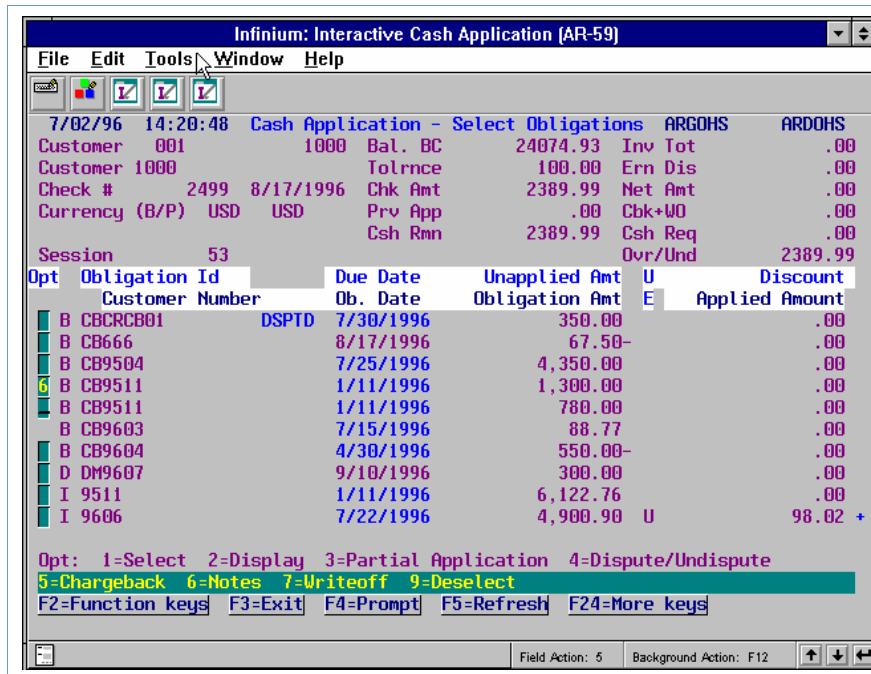 Infinium: Interactive Cash Application (AR-59)
File Edit Tools Window Help
7/02/96 14:20:48 Cash Application - Select Obligations ARGOHS ARDOHS
Customer 001 1000 Bal. BC 24074.93 Inv Tot .00
Customer 1000 Tolrnce 100.00 Ern Dis .00
Check # 2499 8/17/1996 Chk Amt 2389.99 Net Amt .00
Currency (B/P) USD USD Prv App .00 Cbk+WO .00
Csh Rmn 2389.99 Csh Req .00
Session 53 Ovr/Und 2389.99
Opt Obligation Id Due Date Unapplied Amt U Discount
Customer Number Ob. Date Obligation Amt E Applied Amount
B CBCRCB01 DSPTD 7/30/1996 350.00 .00
B CB666 8/17/1996 67.50- .00
B CB9504 7/25/1996 4,350.00 .00
6 B CB9511 1/11/1996 1,300.00 .00
B CB9511 1/11/1996 780.00 .00
B CB9603 7/15/1996 88.77 .00
B CB9604 4/30/1996 550.00- .00
D DM9607 9/10/1996 300.00 .00
I 9511 1/11/1996 6,122.76 .00
I 9606 7/22/1996 4,900.90 U 98.02 +
Opt: 1=Select 2=Display 3=Partial Application 4=Dispute/Undispute
5=Chargeback 6=Notes 7=Writeoff 9=Deselect
F2=Function keys F3=Exit F4=Prompt F5=Refresh F24=More keys
Field Action: 5 Background Action: F12